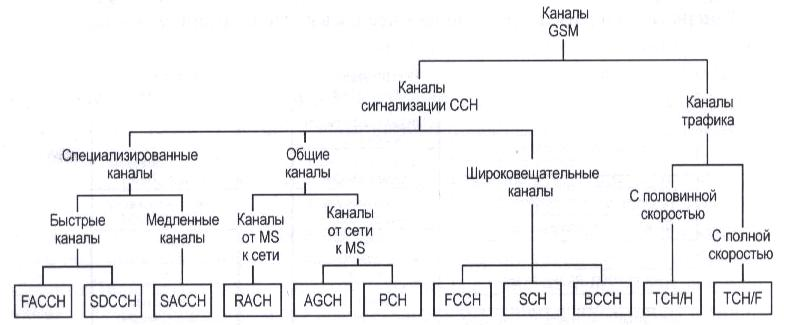 Каналы
GSM
Каналы
сигнализации CCH
Каналы
трафика
Специализированные
каналы
Общие
каналы
Широковещательные
каналы
С половинной
скоростью
С полной
скоростью
Быстрые
каналы
Медленные
каналы
Каналы
от MS
к сети
Каналы
от сети
к MS
FACCH
SDCCH
SACCH
RACH
AGCH
PCH
FCCH
SCH
BCCH
TCH/H
TCH/F